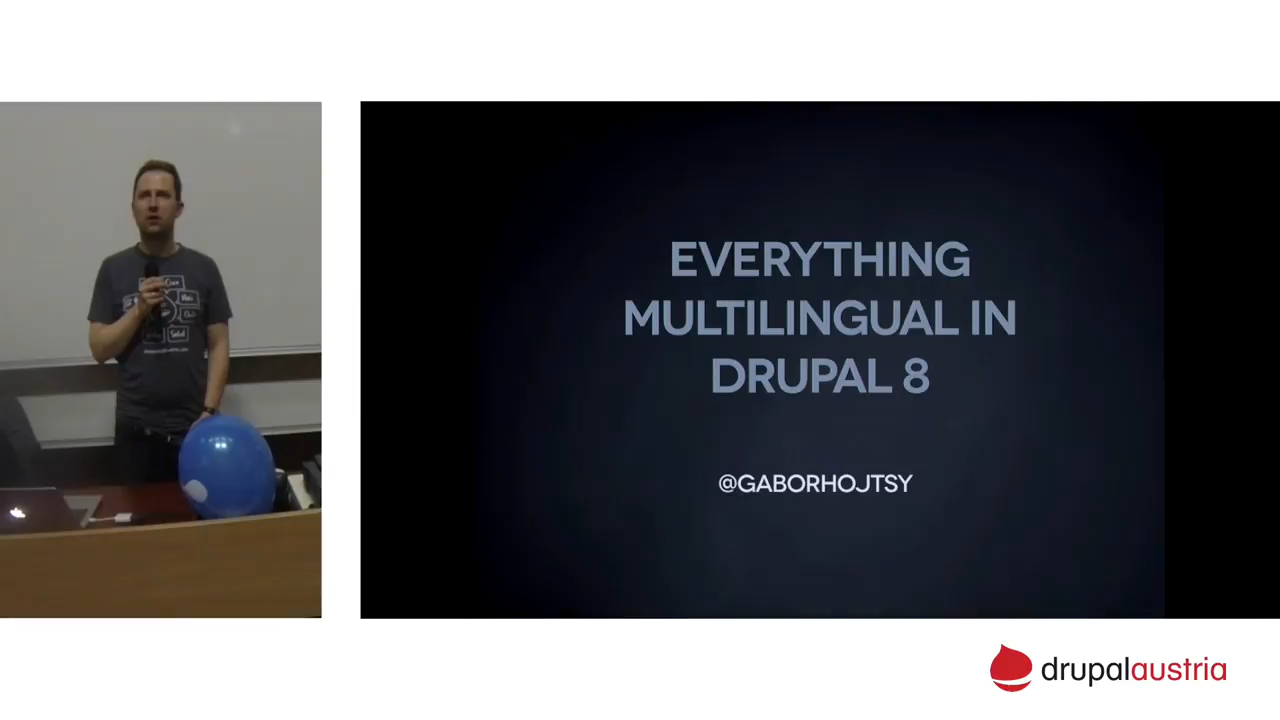 EVERYTHING
MULTILINGUAL IN
DRUPAL 8
@GABORHOJTSY
drupalaustria